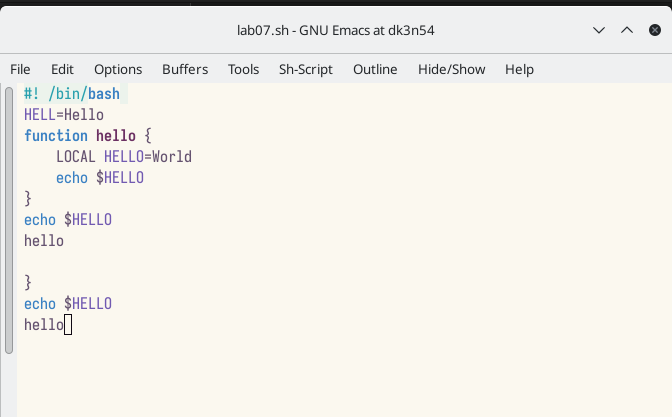 lab07.sh - GNU Emacs at dk3n54
File Edit Options Buffers Tools Sh-Script Outline Hide/Show Help
#! /bin/bash
HELL=Hello
function hello {
    LOCAL HELLO=World
    echo $HELLO
}
echo $HELLO
hello

}
echo $HELLO
hello